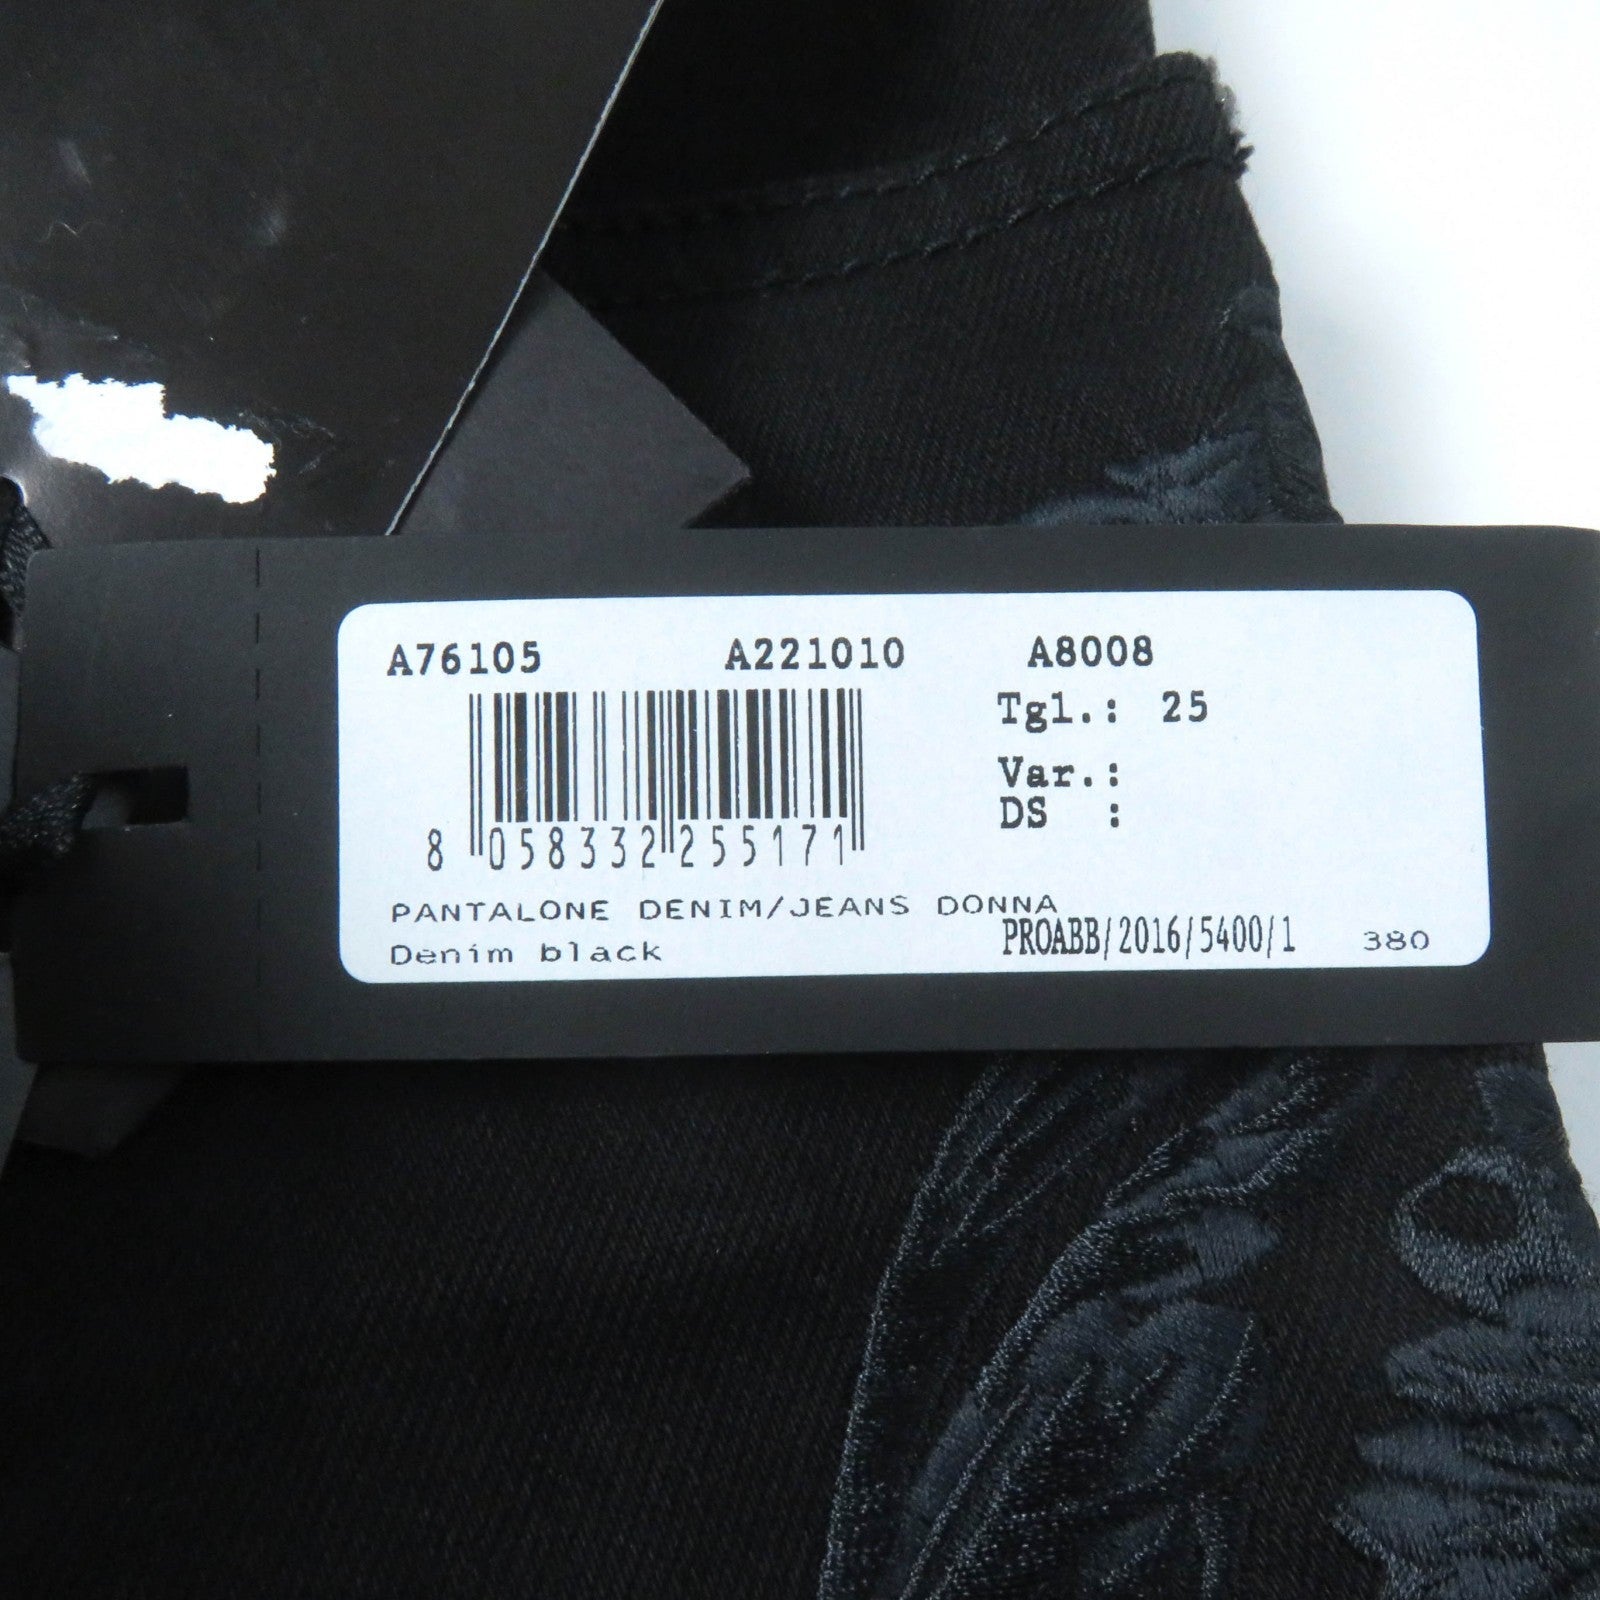 A76105 A221010 A8008
Tgl.: 25
Var.:
DS :
8 058332 255171
PANTALONE DENIM/JEANS DONNA
Denim black PROABB/2016/5400/1 380